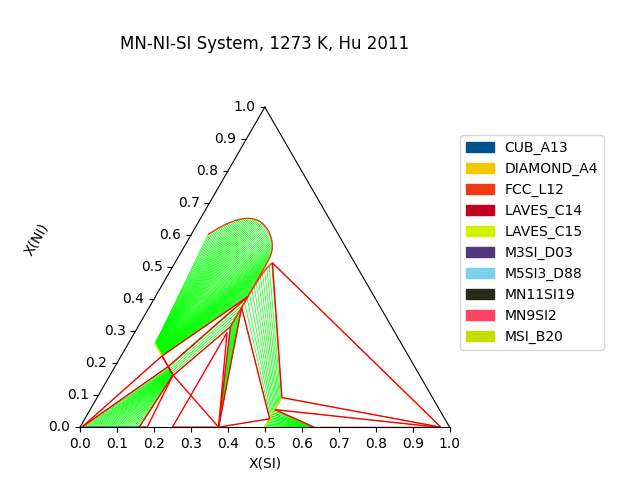 MN-NI-SI System, 1273 K, Hu 2011
1.0
0.9
0.8
0.7
0.6
0.5
0.4
0.3
0.2
0.1
0.0
X(NI)
0.0 0.1 0.2 0.3 0.4 0.5 0.6 0.7 0.8 0.9 1.0
X(SI)
CUB_A13
DIAMOND_A4
FCC_L12
LAVES_C14
LAVES_C15
M3SI_D03
M5SI3_D88
MN11SI19
MN9SI2
MSI_B20